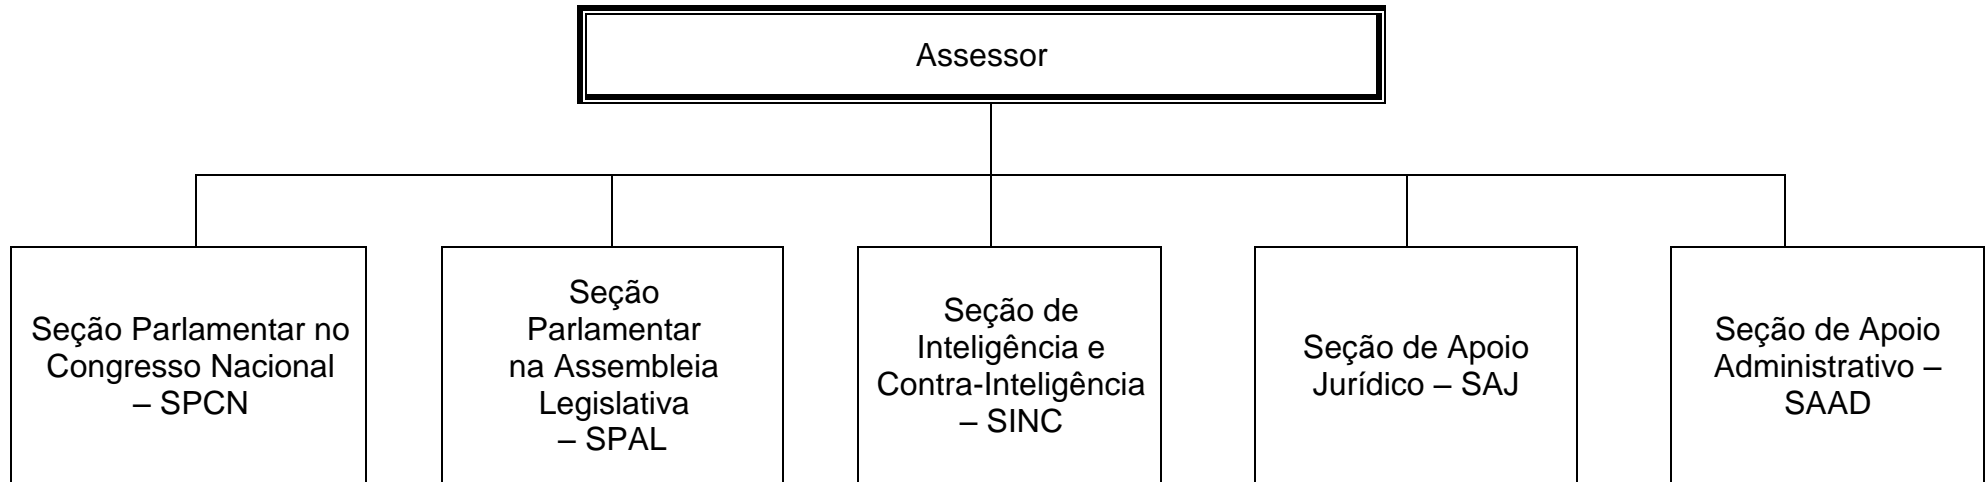 Assessor
Seção Parlamentar no
Congresso Nacional
– SPCN
Seção
Parlamentar
na Assembleia
Legislativa
– SPAL
Seção de
Inteligência e
Contra-Inteligência
– SINC
Seção de Apoio
Jurídico – SAJ
Seção de Apoio
Administrativo –
SAAD